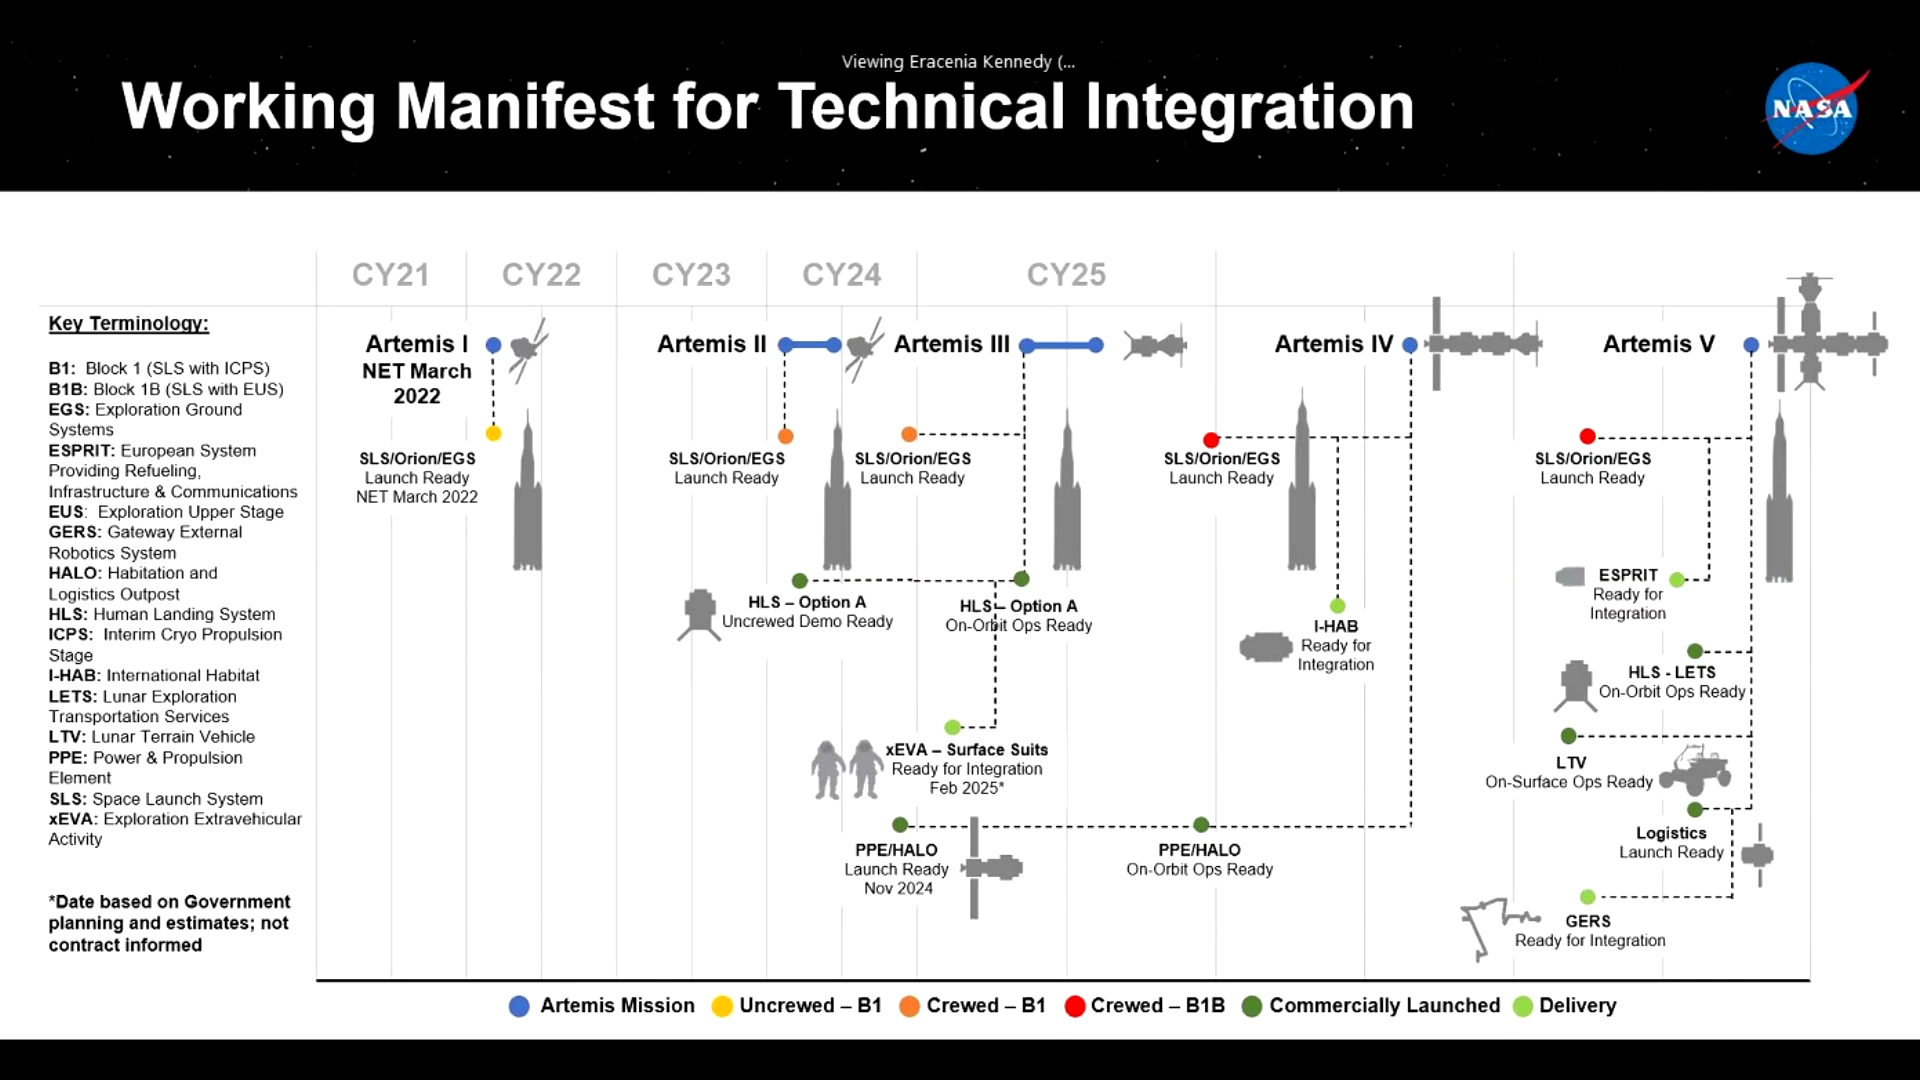 Viewing Eracenia Kennedy (...
Working Manifest for Technical Integration
NASA
CY21
CY22
CY23
CY24
CY25
Key Terminology:
B1: Block 1 (SLS with ICPS)
B1B: Block 1B (SLS with EUS)
EGS: Exploration Ground
Systems
ESPRIT: European System
Providing Refueling,
Infrastructure & Communications
EUS: Exploration Upper Stage
GERS: Gateway External
Robotics System
HALO: Habitation and
Logistics Outpost
HLS: Human Landing System
ICPS: Interim Cryo Propulsion
Stage
I-HAB: International Habitat
LETS: Lunar Exploration
Transportation Services
LTV: Lunar Terrain Vehicle
PPE: Power & Propulsion
Element
SLS: Space Launch System
xEVA: Exploration Extravehicular
Activity
*Date based on Government
planning and estimates; not
contract informed
Artemis I
NET March
2022
SLS/Orion/EGS
Launch Ready
NET March 2022
Artemis II
SLS/Orion/EGS
Launch Ready
Artemis III
SLS/Orion/EGS
Launch Ready
HLS – Option A
Uncrewed Demo Ready
HLS – Option A
On-Orbit Ops Ready
xEVA – Surface Suits
Ready for Integration
Feb 2025*
PPE/HALO
Launch Ready
Nov 2024
PPE/HALO
On-Orbit Ops Ready
Artemis IV
SLS/Orion/EGS
Launch Ready
I-HAB
Ready for
Integration
Artemis V
SLS/Orion/EGS
Launch Ready
ESPRIT
Ready for
Integration
HLS - LETS
On-Orbit Ops Ready
LTV
On-Surface Ops Ready
Logistics
Launch Ready
GERS
Ready for Integration
Artemis Mission
Uncrewed – B1
Crewed – B1
Crewed – B1B
Commercially Launched
Delivery